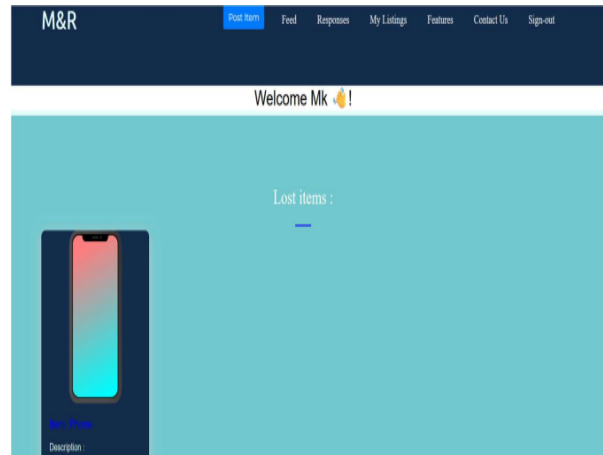 M&R
Post Item Feed Responses My Listings Features Contact Us Sign-out
Welcome Mk 👋 !
Lost items :
Description :